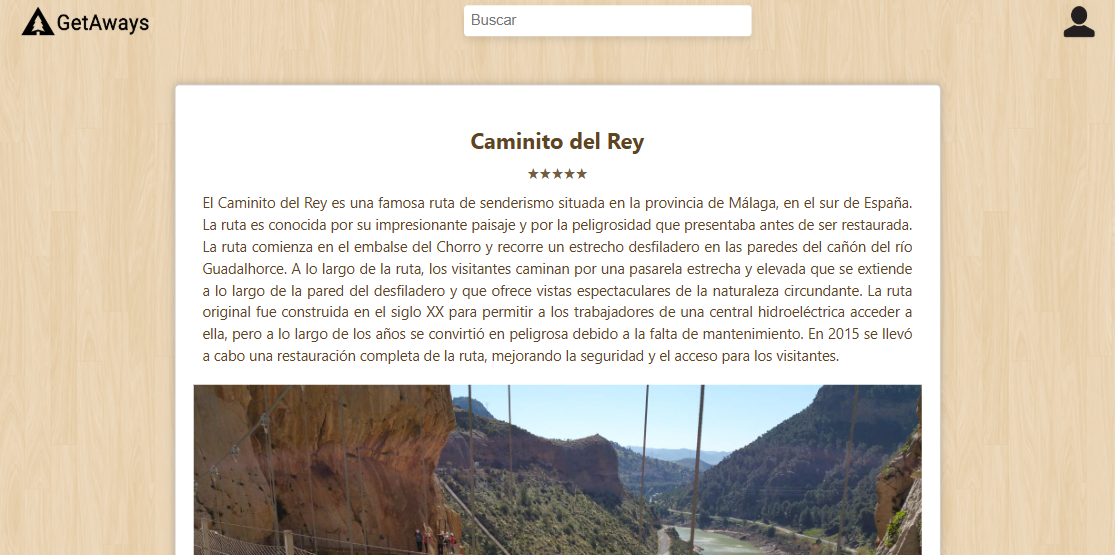 GetAways
Buscar
Caminito del Rey
★★★★★
El Caminito del Rey es una famosa ruta de senderismo situada en la provincia de Málaga, en el sur de España.
La ruta es conocida por su impresionante paisaje y por la peligrosidad que presentaba antes de ser restaurada.
La ruta comienza en el embalse del Chorro y recorre un estrecho desfiladero en las paredes del cañón del río
Guadalhorce. A lo largo de la ruta, los visitantes caminan por una pasarela estrecha y elevada que se extiende
a lo largo de la pared del desfiladero y que ofrece vistas espectaculares de la naturaleza circundante. La ruta
original fue construida en el siglo XX para permitir a los trabajadores de una central hidroeléctrica acceder a
ella, pero a lo largo de los años se convirtió en peligrosa debido a la falta de mantenimiento. En 2015 se llevó
a cabo una restauración completa de la ruta, mejorando la seguridad y el acceso para los visitantes.